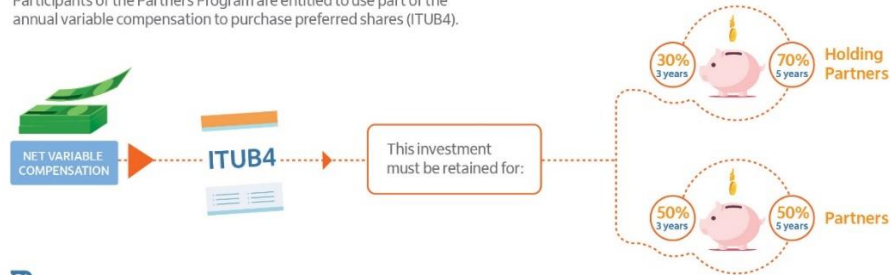 Participants of the Partners Program are entitled to use part of the
annual variable compensation to purchase preferred shares (ITUB4).
NET VARIABLE
COMPENSATION
ITUB4
This investment
must be retained for:
30%
3 years
70%
5 years
Holding
Partners
50%
3 years
50%
5 years
Partners